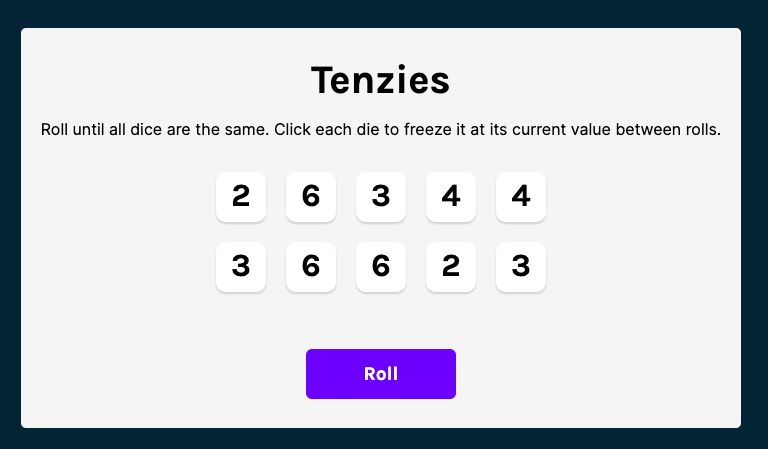 Tenzies
Roll until all dice are the same. Click each die to freeze it at its current value between rolls.
2 6 3 4 4
3 6 6 2 3
Roll